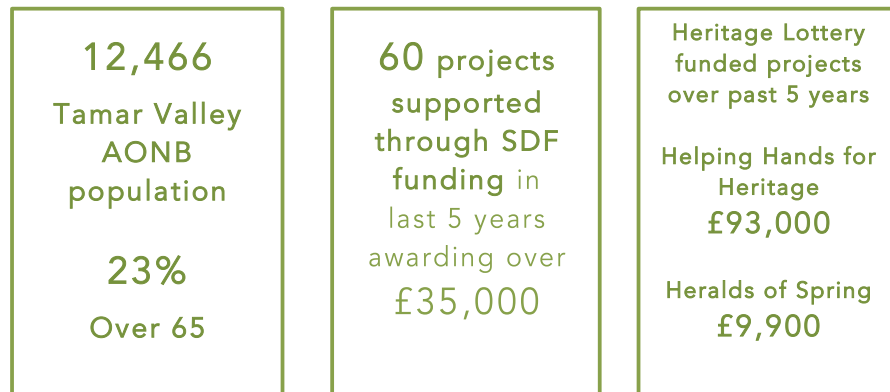 12,466
Tamar Valley
AONB
population
23%
Over 65
60 projects
supported
through SDF
funding in
last 5 years
awarding over
£35,000
Heritage Lottery
funded projects
over past 5 years
Helping Hands for
Heritage
£93,000
Heralds of Spring
£9,900